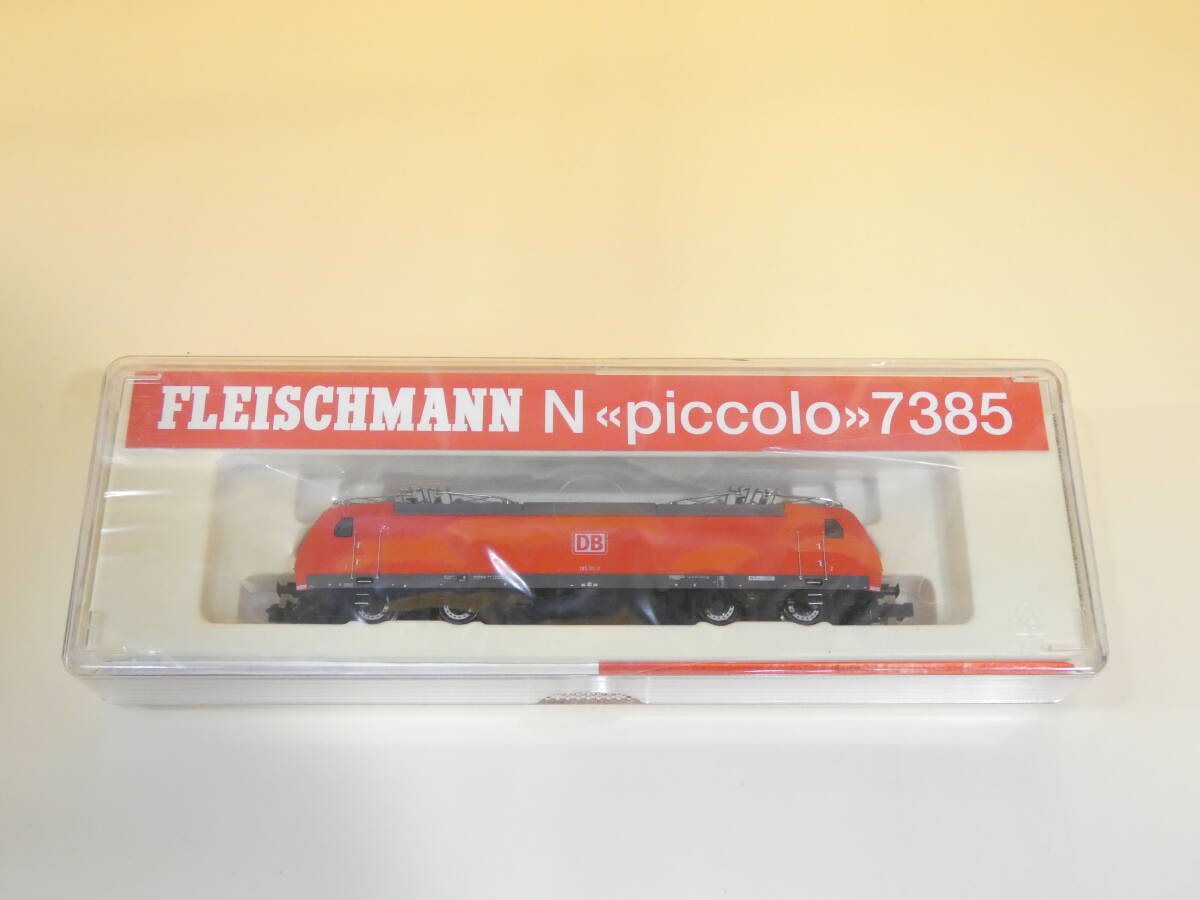 FLEISCHMANN N «piccolo» 7385
DB